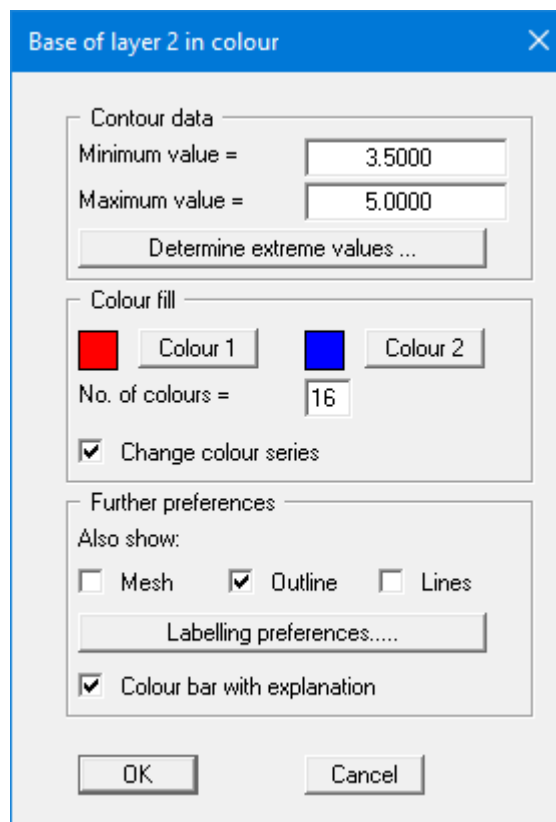 Base of layer 2 in colour
Contour data
Minimum value = 3.5000
Maximum value = 5.0000
Determine extreme values ...
Colour fill
Colour 1 Colour 2
No. of colours = 16
Change colour series
Further preferences
Also show:
Mesh Outline Lines
Labelling preferences.....
Colour bar with explanation
OK Cancel